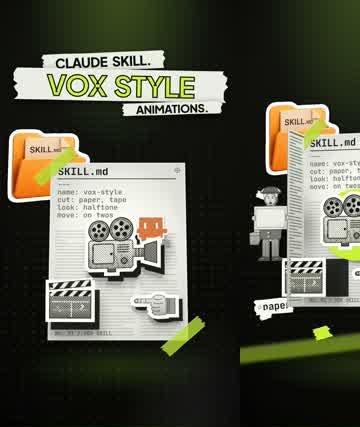 CLAUDE SKILL.
VOX STYLE
ANIMATIONS.
SKILL.MD
SKILL.md
---
name: vox-style
cut: paper, tape
look: halftone
move: on twos
SKILL.MD
SKILL.md
---
name: vox-style
cut: paper, t
look: halfton
move: on twos
paper